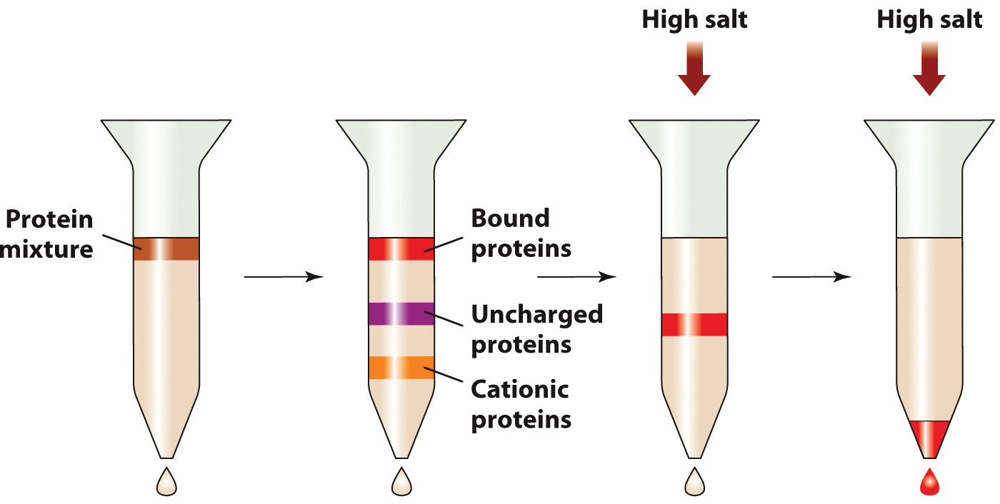 High salt
High salt
Protein
mixture
Bound
proteins
Uncharged
proteins
Cationic
proteins